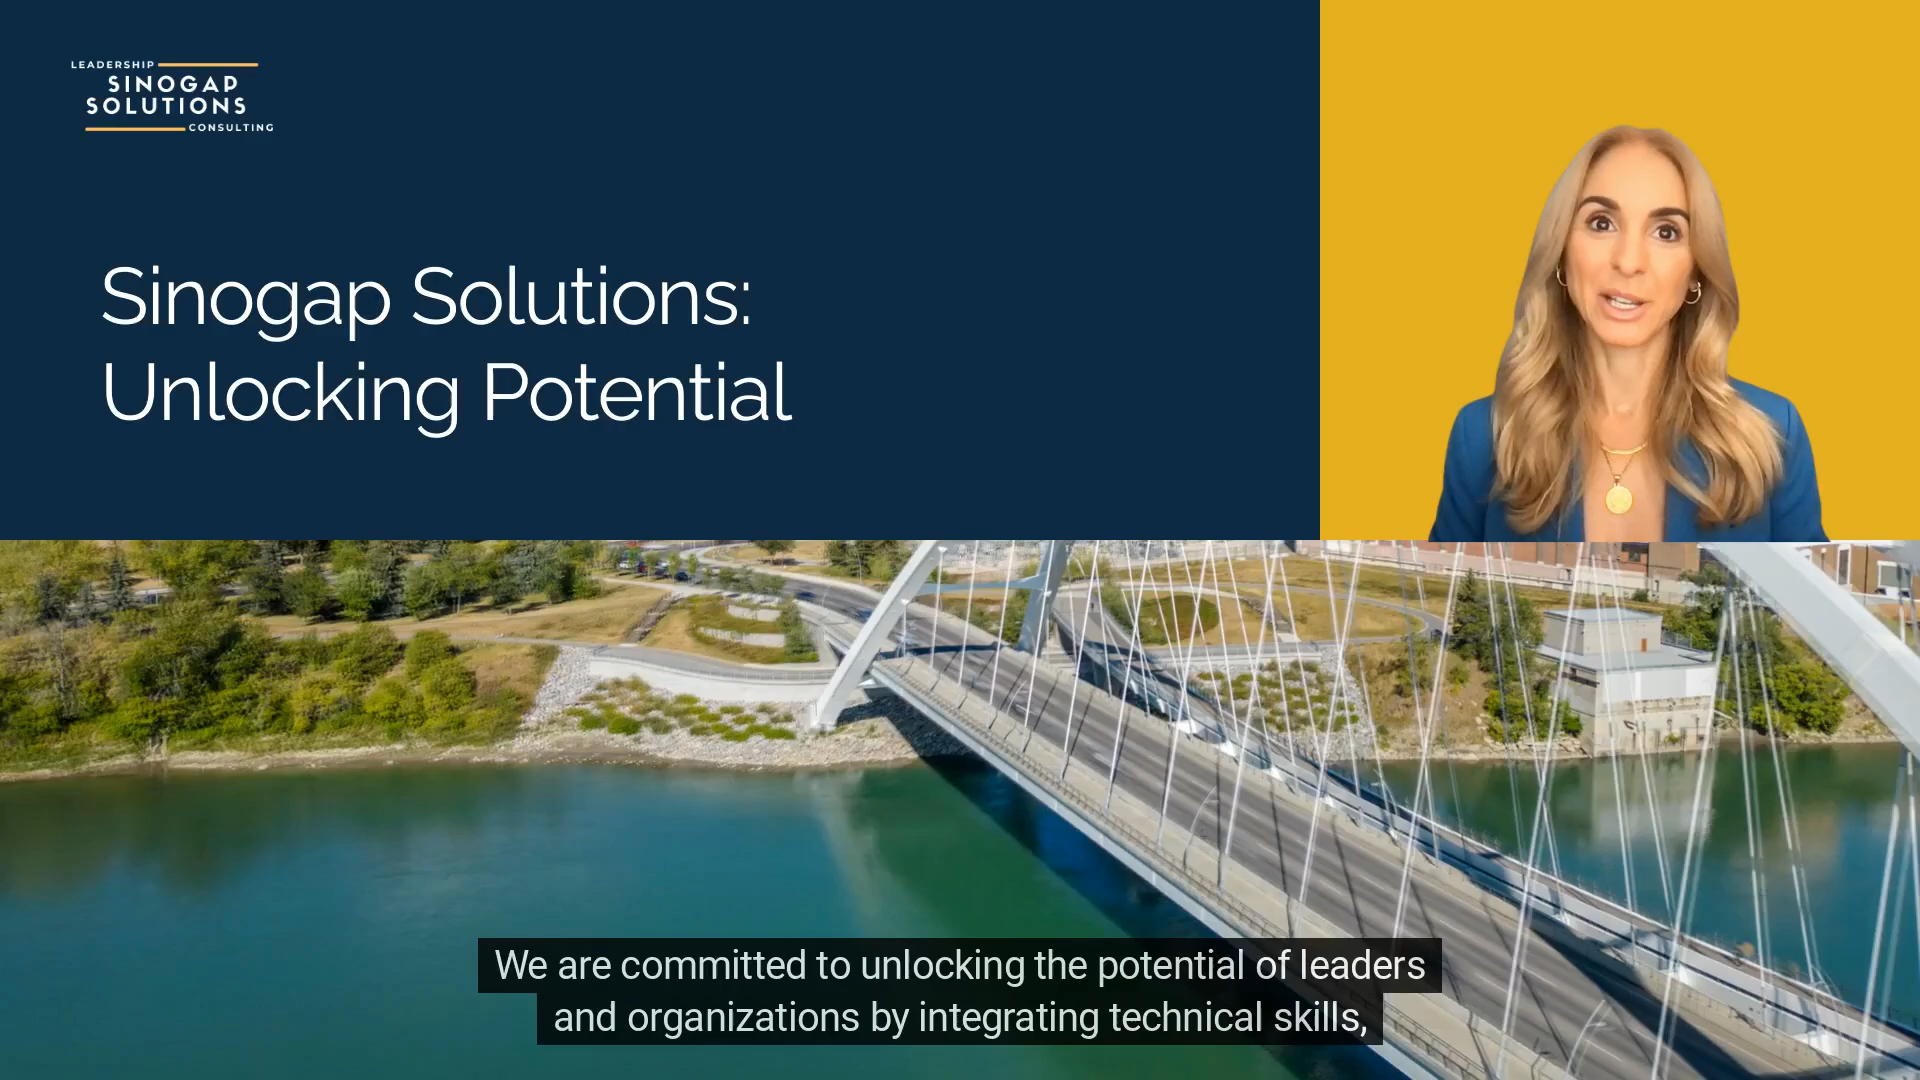 LEADERSHIP
SINOGAP
SOLUTIONS
CONSULTING
Sinogap Solutions:
Unlocking Potential
We are committed to unlocking the potential of leaders
and organizations by integrating technical skills,